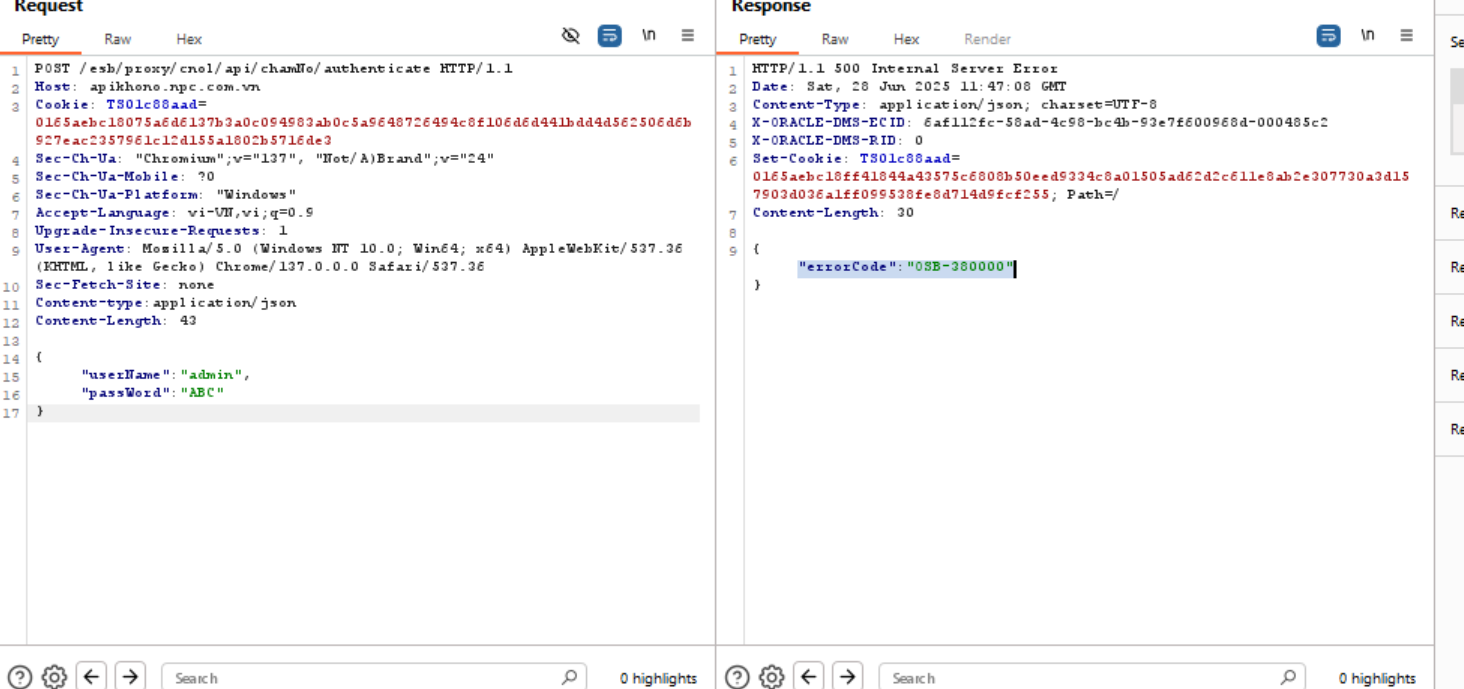 Request
Response
Pretty Raw Hex \n
Pretty Raw Hex Render \n
1 POST /esb/proxy/cnol/api/chamNo/authenticate HTTP/1.1
2 Host: apikhono.npc.com.vn
3 Cookie: TS01c88aad=
0165aebc18075a6d6137b3a0c094983ab0c5a9648726494c8f106d6d441bdd4d562506d6b
927eac2357961c12d155a1802b5716de3
4 Sec-Ch-Ua: "Chromium";v="137", "Not/A)Brand";v="24"
5 Sec-Ch-Ua-Mobile: ?0
6 Sec-Ch-Ua-Platform: "Windows"
7 Accept-Language: vi-VN,vi;q=0.9
8 Upgrade-Insecure-Requests: 1
9 User-Agent: Mozilla/5.0 (Windows NT 10.0; Win64; x64) AppleWebKit/537.36
(KHTML, like Gecko) Chrome/137.0.0.0 Safari/537.36
10 Sec-Fetch-Site: none
11 Content-type:application/json
12 Content-Length: 43
13
14 {
15 "userName":"admin",
16 "passWord":"ABC"
17 }
1 HTTP/1.1 500 Internal Server Error
2 Date: Sat, 28 Jun 2025 11:47:08 GMT
3 Content-Type: application/json; charset=UTF-8
4 X-ORACLE-DMS-ECID: 6af112fc-58ad-4c98-bc4b-93e7f600968d-000485c2
5 X-ORACLE-DMS-RID: 0
6 Set-Cookie: TS01c88aad=
0165aebc18ff41844a43575c6808b50eed9334c8a01505ad62d2c611e8ab2e307730a3d15
7903d036a1ff099538fe8d714d9fcf255; Path=/
7 Content-Length: 30
8
9 {
"errorCode":"OSB-380000"
}
Se
Re
Re
Re
Re
Re
Search 0 highlights
Search 0 highlights